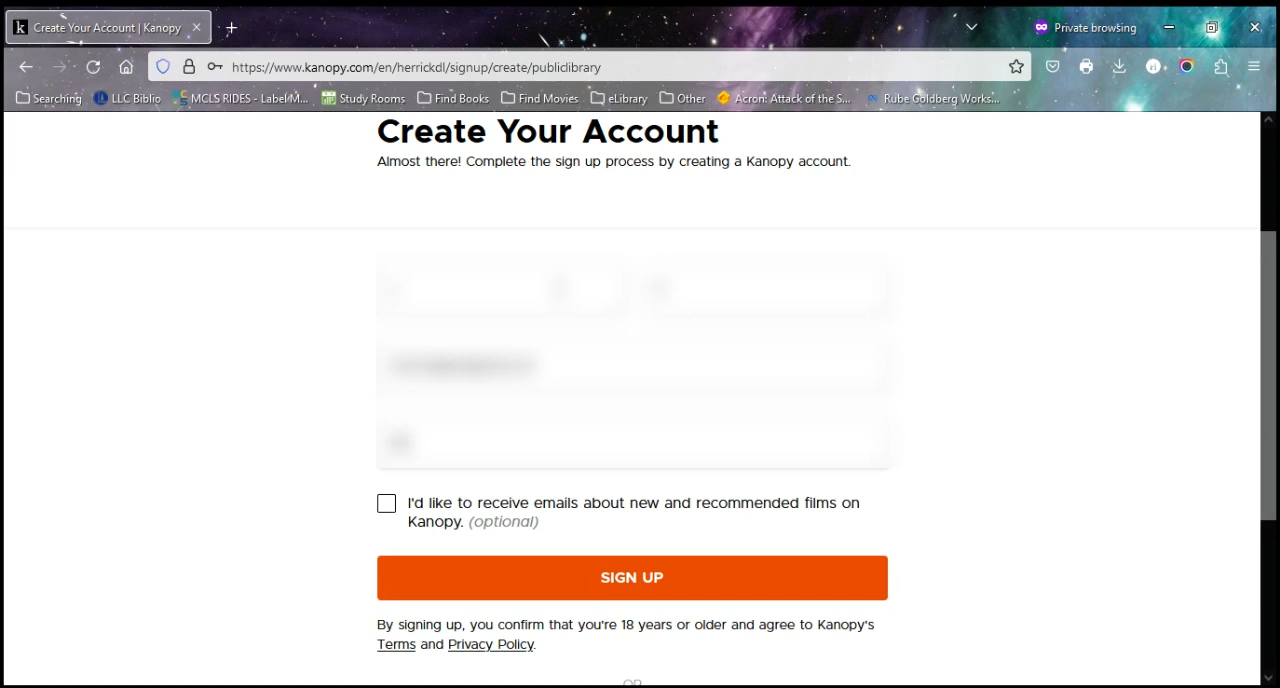 Create Your Account | Kanopy
Private browsing
https://www.kanopy.com/en/herrickdl/signup/create/publiclibrary
Searching LLC Biblio MCLS RIDES - Label M... Study Rooms Find Books Find Movies eLibrary Other Acron: Attack of the S... Rube Goldberg Works...
Create Your Account
Almost there! Complete the sign up process by creating a Kanopy account.
I'd like to receive emails about new and recommended films on
Kanopy. (optional)
SIGN UP
By signing up, you confirm that you're 18 years or older and agree to Kanopy's
Terms and Privacy Policy.
OR